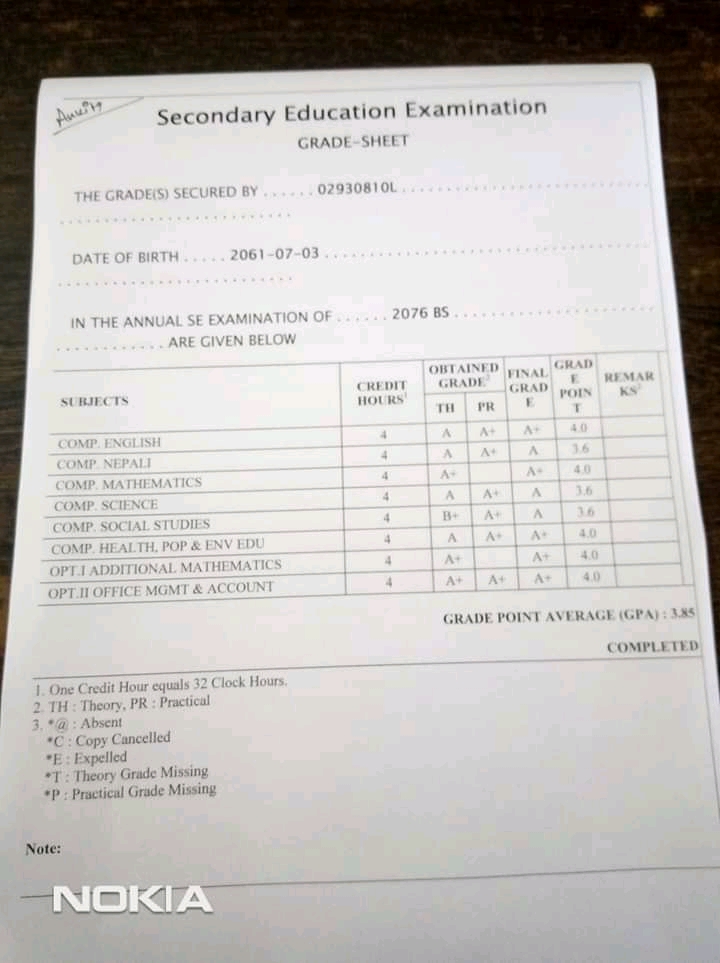 Ankita
Secondary Education Examination
GRADE-SHEET
THE GRADE(S) SECURED BY ...... 02930810L ..............................
..........................
DATE OF BIRTH ..... 2061-07-03 ........................................
..........................
IN THE ANNUAL SE EXAMINATION OF ...... 2076 BS ........................
............ ARE GIVEN BELOW
SUBJECTS CREDIT HOURS¹ OBTAINED GRADE² FINAL GRAD E GRAD E POIN T REMAR KS³
TH PR
COMP. ENGLISH 4 A A+ A+ 4.0
COMP. NEPALI 4 A A+ A 3.6
COMP. MATHEMATICS 4 A+ A+ 4.0
COMP. SCIENCE 4 A A+ A 3.6
COMP. SOCIAL STUDIES 4 B+ A+ A 3.6
COMP. HEALTH, POP & ENV EDU 4 A A+ A+ 4.0
OPT.I ADDITIONAL MATHEMATICS 4 A+ A+ 4.0
OPT.II OFFICE MGMT & ACCOUNT 4 A+ A+ A+ 4.0
GRADE POINT AVERAGE (GPA) : 3.85
COMPLETED
1. One Credit Hour equals 32 Clock Hours.
2. TH : Theory, PR : Practical
3. *@ : Absent
*C : Copy Cancelled
*E : Expelled
*T : Theory Grade Missing
*P : Practical Grade Missing
Note:
NOKIA